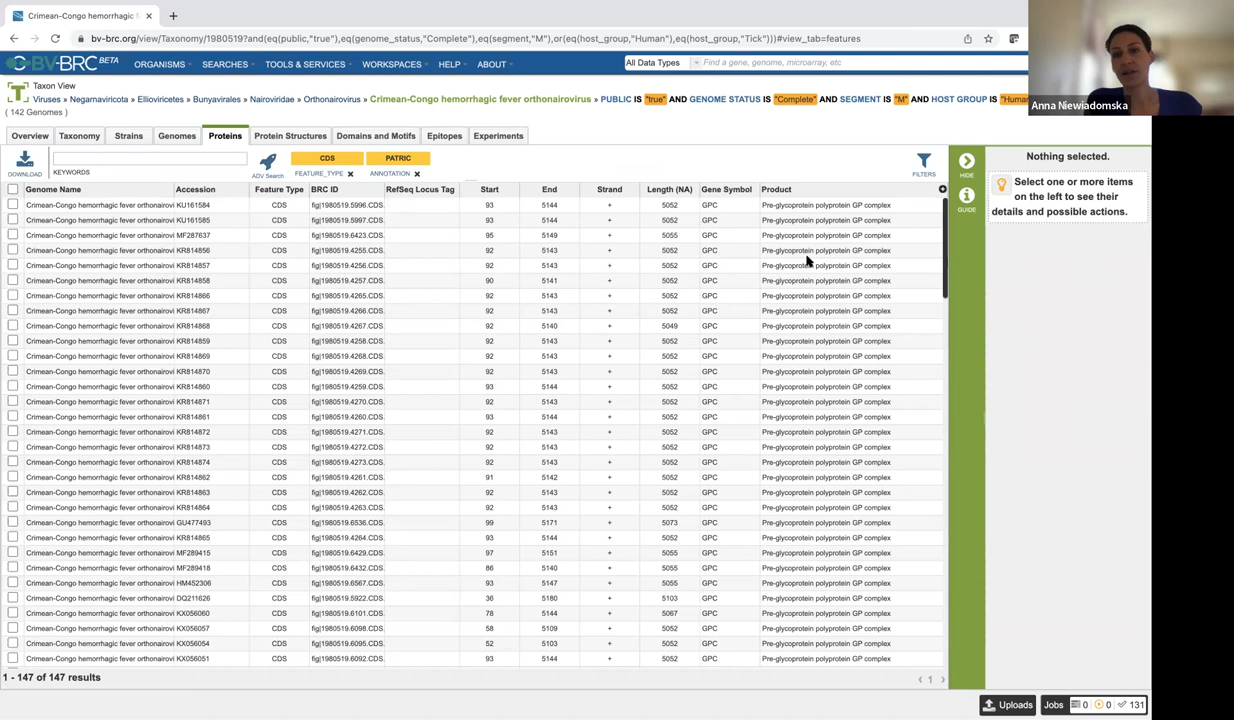 Crimean-Congo hemorrhagic f
bv-brc.org/view/Taxonomy/1980519?and(eq(public,"true"),eq(genome_status,"Complete"),eq(segment,"M"),or(eq(host_group,"Human"),eq(host_group,"Tick")))#view_tab=features
BV-BRC BETA ORGANISMS SEARCHES TOOLS & SERVICES WORKSPACES HELP ABOUT All Data Types Find a gene, genome, microarray, etc
Anna Niewiadomska
Taxon View
Viruses » Negarnaviricota » Ellioviricetes » Bunyavirales » Nairoviridae » Orthonairovirus » Crimean-Congo hemorrhagic fever orthonairovirus » PUBLIC IS "true" AND GENOME STATUS IS "Complete" AND SEGMENT IS "M" AND HOST GROUP IS "Human
( 142 Genomes )
Overview Taxonomy Strains Genomes Proteins Protein Structures Domains and Motifs Epitopes Experiments
DOWNLOAD KEYWORDS ADV Search CDS FEATURE_TYPE PATRIC ANNOTATION FILTERS HIDE GUIDE
Nothing selected.
Select one or more items
on the left to see their
details and possible actions.
Genome Name Accession Feature Type BRC ID RefSeq Locus Tag Start End Strand Length (NA) Gene Symbol Product
Crimean-Congo hemorrhagic fever orthonairovi KU161584 CDS fig|1980519.5996.CDS. 93 5144 + 5052 GPC Pre-glycoprotein polyprotein GP complex
Crimean-Congo hemorrhagic fever orthonairovi KU161585 CDS fig|1980519.5997.CDS. 93 5144 + 5052 GPC Pre-glycoprotein polyprotein GP complex
Crimean-Congo hemorrhagic fever orthonairovi MF287637 CDS fig|1980519.6423.CDS. 95 5149 + 5055 GPC Pre-glycoprotein polyprotein GP complex
Crimean-Congo hemorrhagic fever orthonairovi KR814856 CDS fig|1980519.4255.CDS. 92 5143 + 5052 GPC Pre-glycoprotein polyprotein GP complex
Crimean-Congo hemorrhagic fever orthonairovi KR814857 CDS fig|1980519.4256.CDS. 92 5143 + 5052 GPC Pre-glycoprotein polyprotein GP complex
Crimean-Congo hemorrhagic fever orthonairovi KR814858 CDS fig|1980519.4257.CDS. 90 5141 + 5052 GPC Pre-glycoprotein polyprotein GP complex
Crimean-Congo hemorrhagic fever orthonairovi KR814866 CDS fig|1980519.4265.CDS. 92 5143 + 5052 GPC Pre-glycoprotein polyprotein GP complex
Crimean-Congo hemorrhagic fever orthonairovi KR814867 CDS fig|1980519.4266.CDS. 92 5143 + 5052 GPC Pre-glycoprotein polyprotein GP complex
Crimean-Congo hemorrhagic fever orthonairovi KR814868 CDS fig|1980519.4267.CDS. 92 5140 + 5049 GPC Pre-glycoprotein polyprotein GP complex
Crimean-Congo hemorrhagic fever orthonairovi KR814859 CDS fig|1980519.4258.CDS. 92 5143 + 5052 GPC Pre-glycoprotein polyprotein GP complex
Crimean-Congo hemorrhagic fever orthonairovi KR814869 CDS fig|1980519.4268.CDS. 92 5143 + 5052 GPC Pre-glycoprotein polyprotein GP complex
Crimean-Congo hemorrhagic fever orthonairovi KR814870 CDS fig|1980519.4269.CDS. 92 5143 + 5052 GPC Pre-glycoprotein polyprotein GP complex
Crimean-Congo hemorrhagic fever orthonairovi KR814860 CDS fig|1980519.4259.CDS. 93 5144 + 5052 GPC Pre-glycoprotein polyprotein GP complex
Crimean-Congo hemorrhagic fever orthonairovi KR814871 CDS fig|1980519.4270.CDS. 92 5143 + 5052 GPC Pre-glycoprotein polyprotein GP complex
Crimean-Congo hemorrhagic fever orthonairovi KR814861 CDS fig|1980519.4260.CDS. 93 5144 + 5052 GPC Pre-glycoprotein polyprotein GP complex
Crimean-Congo hemorrhagic fever orthonairovi KR814872 CDS fig|1980519.4271.CDS. 92 5143 + 5052 GPC Pre-glycoprotein polyprotein GP complex
Crimean-Congo hemorrhagic fever orthonairovi KR814873 CDS fig|1980519.4272.CDS. 92 5143 + 5052 GPC Pre-glycoprotein polyprotein GP complex
Crimean-Congo hemorrhagic fever orthonairovi KR814874 CDS fig|1980519.4273.CDS. 92 5143 + 5052 GPC Pre-glycoprotein polyprotein GP complex
Crimean-Congo hemorrhagic fever orthonairovi KR814862 CDS fig|1980519.4261.CDS. 91 5142 + 5052 GPC Pre-glycoprotein polyprotein GP complex
Crimean-Congo hemorrhagic fever orthonairovi KR814863 CDS fig|1980519.4262.CDS. 92 5143 + 5052 GPC Pre-glycoprotein polyprotein GP complex
Crimean-Congo hemorrhagic fever orthonairovi KR814864 CDS fig|1980519.4263.CDS. 92 5143 + 5052 GPC Pre-glycoprotein polyprotein GP complex
Crimean-Congo hemorrhagic fever orthonairovi GU477493 CDS fig|1980519.6536.CDS. 99 5171 + 5073 GPC Pre-glycoprotein polyprotein GP complex
Crimean-Congo hemorrhagic fever orthonairovi KR814865 CDS fig|1980519.4264.CDS. 93 5144 + 5052 GPC Pre-glycoprotein polyprotein GP complex
Crimean-Congo hemorrhagic fever orthonairovi MF289415 CDS fig|1980519.6429.CDS. 97 5151 + 5055 GPC Pre-glycoprotein polyprotein GP complex
Crimean-Congo hemorrhagic fever orthonairovi MF289418 CDS fig|1980519.6432.CDS. 86 5140 + 5055 GPC Pre-glycoprotein polyprotein GP complex
Crimean-Congo hemorrhagic fever orthonairovi HM452306 CDS fig|1980519.6567.CDS. 93 5147 + 5055 GPC Pre-glycoprotein polyprotein GP complex
Crimean-Congo hemorrhagic fever orthonairovi DQ211626 CDS fig|1980519.5922.CDS. 36 5180 + 5103 GPC Pre-glycoprotein polyprotein GP complex
Crimean-Congo hemorrhagic fever orthonairovi KX056060 CDS fig|1980519.6101.CDS. 78 5144 + 5067 GPC Pre-glycoprotein polyprotein GP complex
Crimean-Congo hemorrhagic fever orthonairovi KX056057 CDS fig|1980519.6098.CDS. 58 5109 + 5052 GPC Pre-glycoprotein polyprotein GP complex
Crimean-Congo hemorrhagic fever orthonairovi KX056054 CDS fig|1980519.6095.CDS. 52 5103 + 5052 GPC Pre-glycoprotein polyprotein GP complex
Crimean-Congo hemorrhagic fever orthonairovi KX056051 CDS fig|1980519.6092.CDS. 93 5144 + 5052 GPC Pre-glycoprotein polyprotein GP complex
1 - 147 of 147 results 1
Uploads Jobs 0 0 131